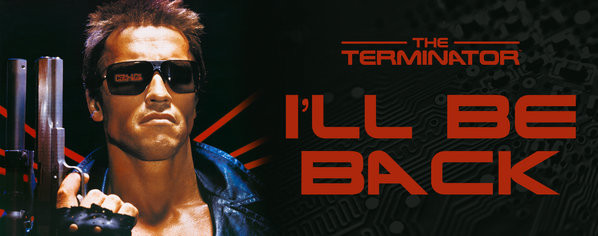 THE
TERMINATOR
I'LL BE
BACK